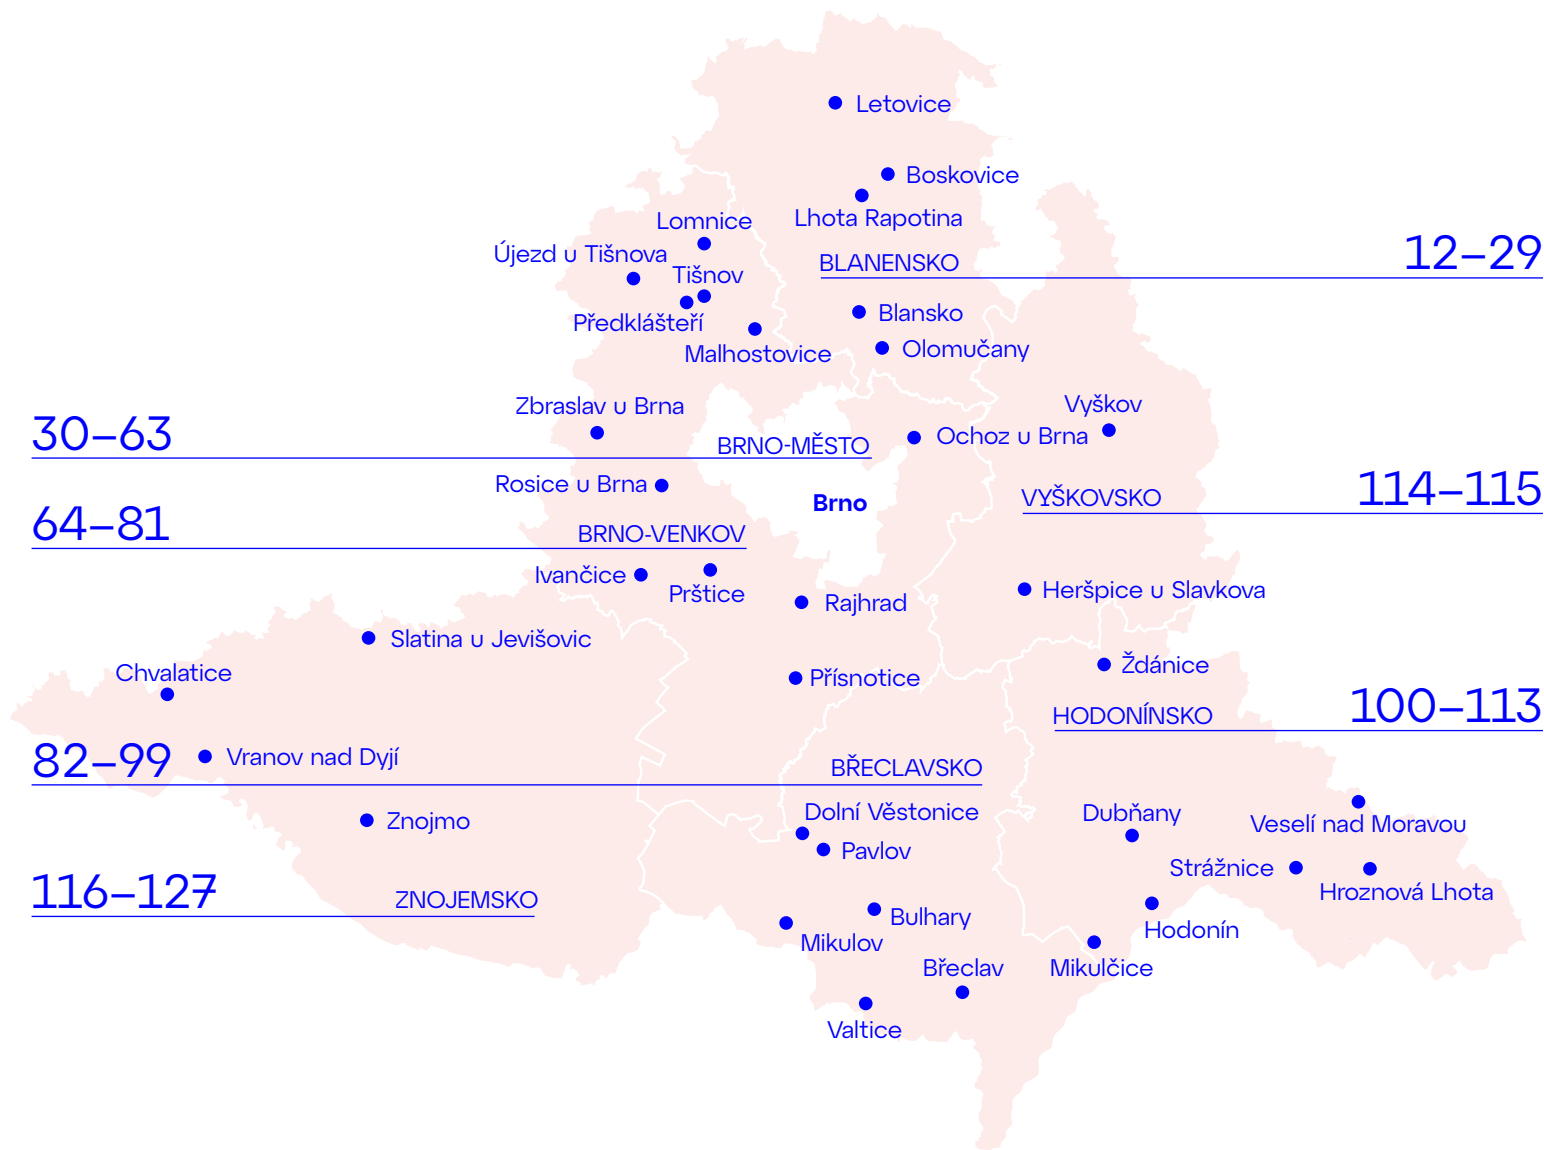 Letovice
Boskovice
Lhota Rapotina
Lomnice
Újezd u Tišnova
Tišnov
BLANENSKO
12–29
Blansko
Předklášteří
Malhostovice
Olomučany
Zbraslav u Brna
Vyškov
30–63
BRNO-MĚSTO
Ochoz u Brna
Rosice u Brna
Brno
VYŠKOVSKO
114–115
64–81
BRNO-VENKOV
Ivančice
Prštice
Rajhrad
Heršpice u Slavkova
Slatina u Jevišovic
Chvalatice
Přísnotice
Ždánice
HODONÍNSKO
100–113
82–99
Vranov nad Dyjí
BŘECLAVSKO
Dolní Věstonice
Dubňany
Veselí nad Moravou
Znojmo
Pavlov
Strážnice
Hroznová Lhota
116–127
ZNOJEMSKO
Bulhary
Hodonín
Mikulov
Břeclav
Mikulčice
Valtice